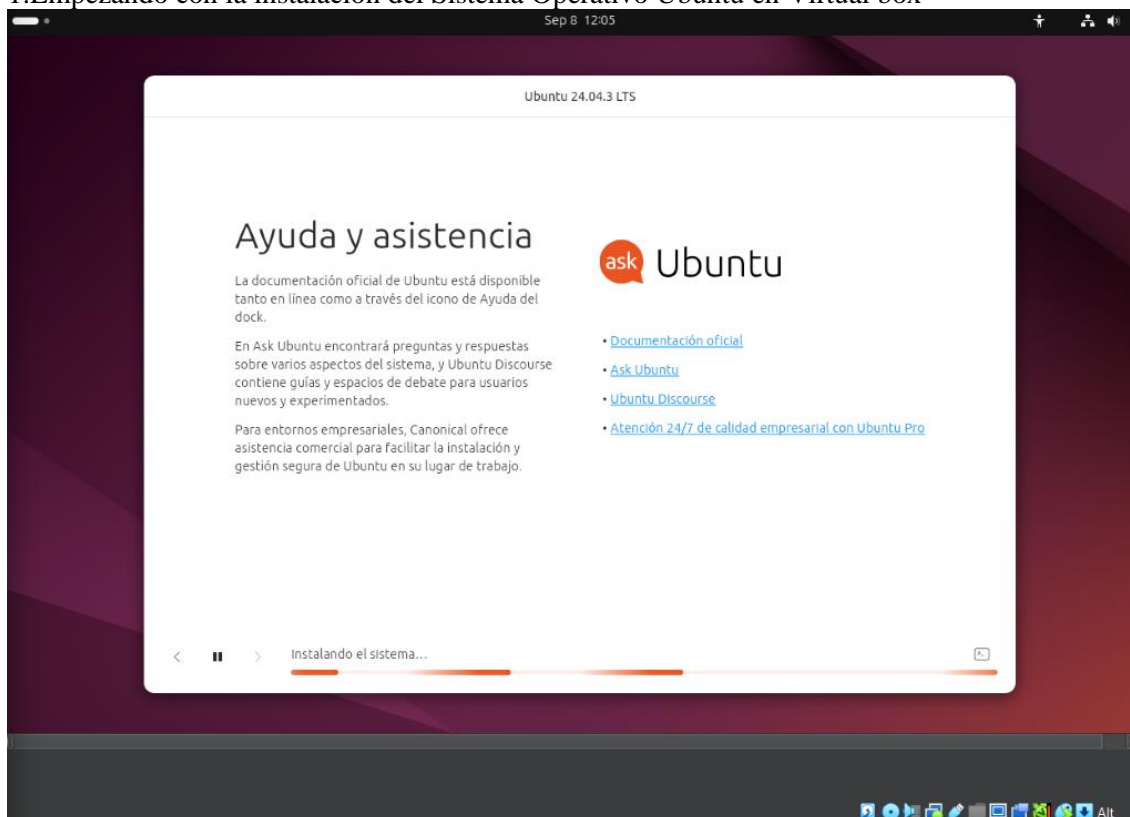 1.Empezando con la instalación del Sistema Operativo Ubuntu en Virtual box
Sep 8 12:05
Ubuntu 24.04.3 LTS
Ayuda y asistencia
La documentación oficial de Ubuntu está disponible
tanto en línea como a través del icono de Ayuda del
dock.
En Ask Ubuntu encontrará preguntas y respuestas
sobre varios aspectos del sistema, y Ubuntu Discourse
contiene guías y espacios de debate para usuarios
nuevos y experimentados.
Para entornos empresariales, Canonical ofrece
asistencia comercial para facilitar la instalación y
gestión segura de Ubuntu en su lugar de trabajo.
ask Ubuntu
• Documentación oficial
• Ask Ubuntu
• Ubuntu Discourse
• Atención 24/7 de calidad empresarial con Ubuntu Pro
Instalando el sistema...
Alt